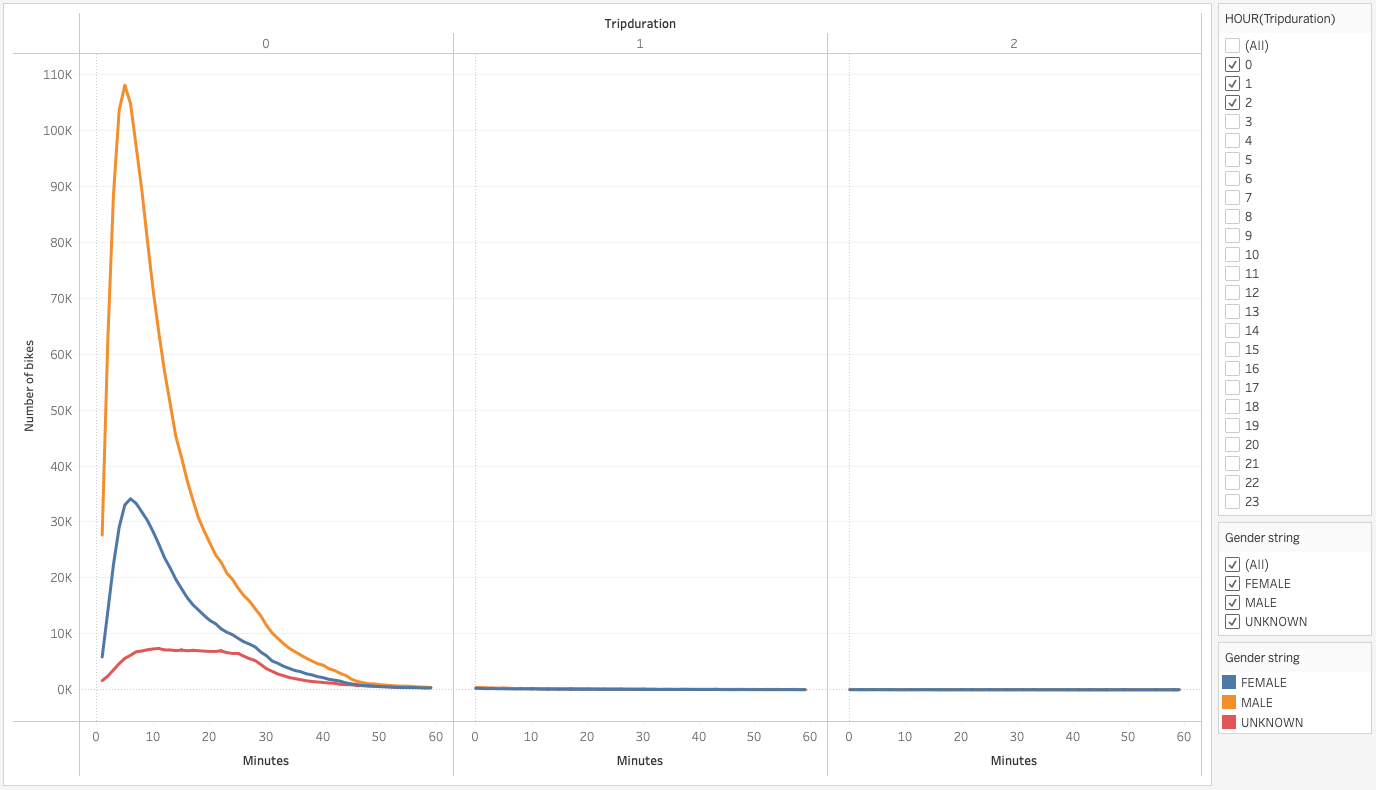 Tripduration
0 1 2
110K
100K
90K
80K
70K
60K
50K
40K
30K
20K
10K
0K
Number of bikes
0 10 20 30 40 50 60 0 10 20 30 40 50 60 0 10 20 30 40 50 60
Minutes Minutes Minutes
HOUR(Tripduration)
(All)
0
1
2
3
4
5
6
7
8
9
10
11
12
13
14
15
16
17
18
19
20
21
22
23
Gender string
(All)
FEMALE
MALE
UNKNOWN
Gender string
FEMALE
MALE
UNKNOWN